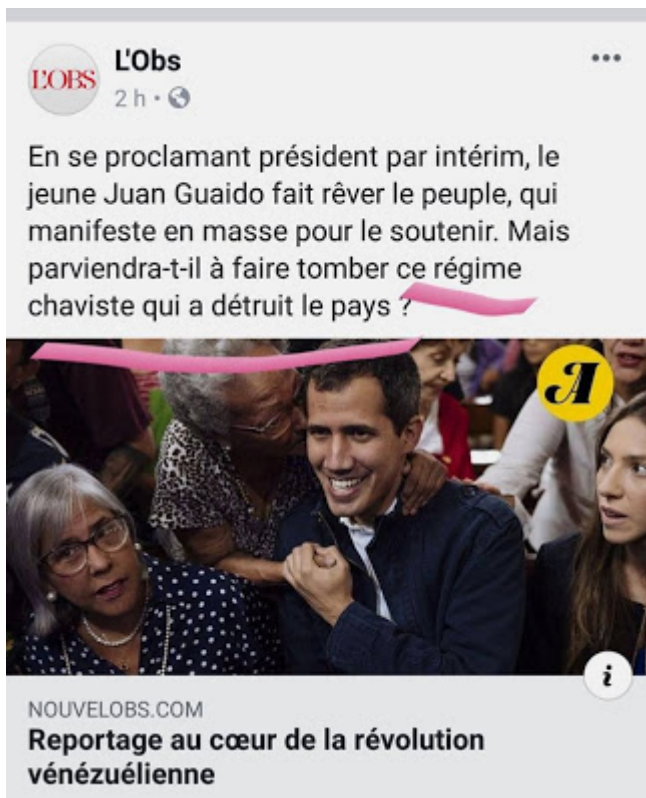 L'OBS
L'Obs
2 h
En se proclamant président par intérim, le
jeune Juan Guaido fait rêver le peuple, qui
manifeste en masse pour le soutenir. Mais
parviendra-t-il à faire tomber ce régime
chaviste qui a détruit le pays ?
A
i
NOUVELOBS.COM
Reportage au cœur de la révolution
vénézuélienne